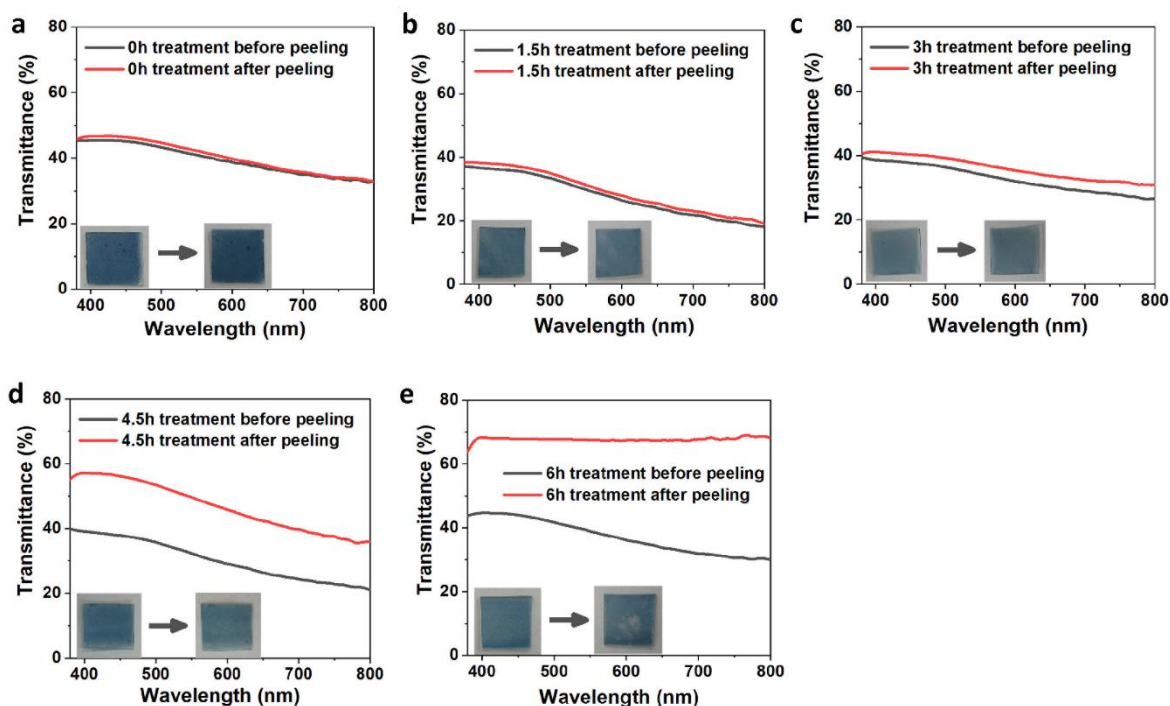 a
80
60
40
20
0
Transmittance (%)
0h treatment before peeling
0h treatment after peeling
400 500 600 700 800
Wavelength (nm)
b
80
60
40
20
0
Transmittance (%)
1.5h treatment before peeling
1.5h treatment after peeling
400 500 600 700 800
Wavelength (nm)
c
80
60
40
20
0
Transmittance (%)
3h treatment before peeling
3h treatment after peeling
400 500 600 700 800
Wavelength (nm)
d
80
60
40
20
0
Transmittance (%)
4.5h treatment before peeling
4.5h treatment after peeling
400 500 600 700 800
Wavelength (nm)
e
80
60
40
20
0
Transmittance (%)
6h treatment before peeling
6h treatment after peeling
400 500 600 700 800
Wavelength (nm)